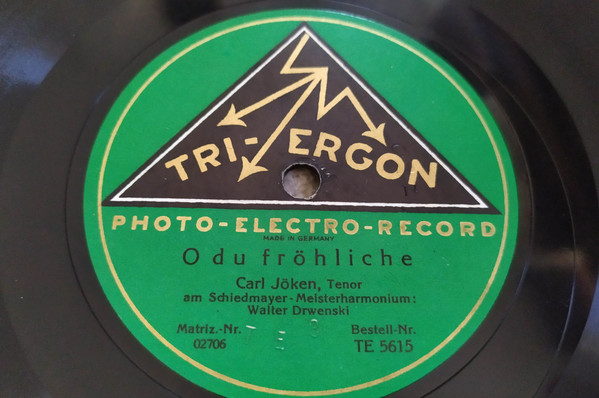 TRI-ERGON
PHOTO-ELECTRO-RECORD
MADE IN GERMANY
O du fröhliche
Carl Jöken, Tenor
am Schiedmayer-Meisterharmonium:
Walter Drwenski
Matriz.-Nr. Bestell-Nr.
02706 TE 5615